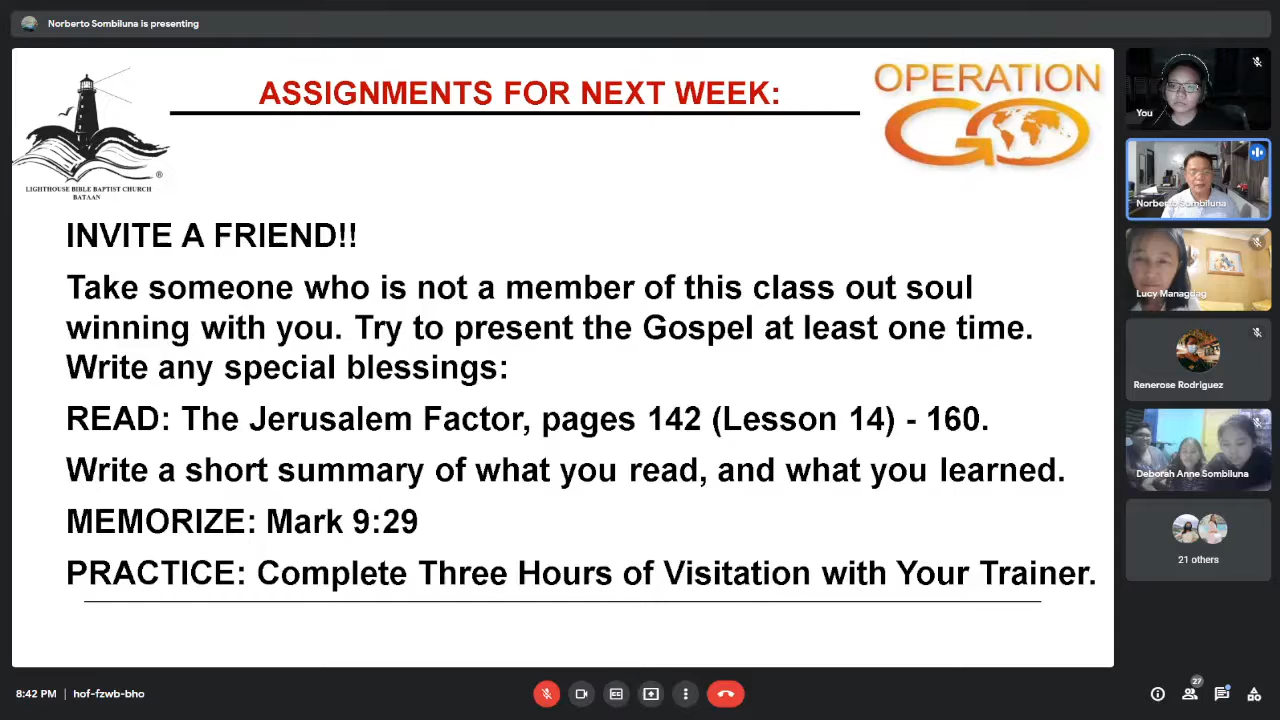 Norberto Sombiluna is presenting
ASSIGNMENTS FOR NEXT WEEK:
OPERATION
GO
LIGHTHOUSE BIBLE BAPTIST CHURCH
BATAAN
®
INVITE A FRIEND!!
Take someone who is not a member of this class out soul
winning with you. Try to present the Gospel at least one time.
Write any special blessings:
READ: The Jerusalem Factor, pages 142 (Lesson 14) - 160.
Write a short summary of what you read, and what you learned.
MEMORIZE: Mark 9:29
PRACTICE: Complete Three Hours of Visitation with Your Trainer.
You
Norberto Sombiluna
Lucy Managdag
Renerose Rodriguez
Deborah Anne Sombiluna
21 others
8:42 PM | hof-fzwb-bho
27